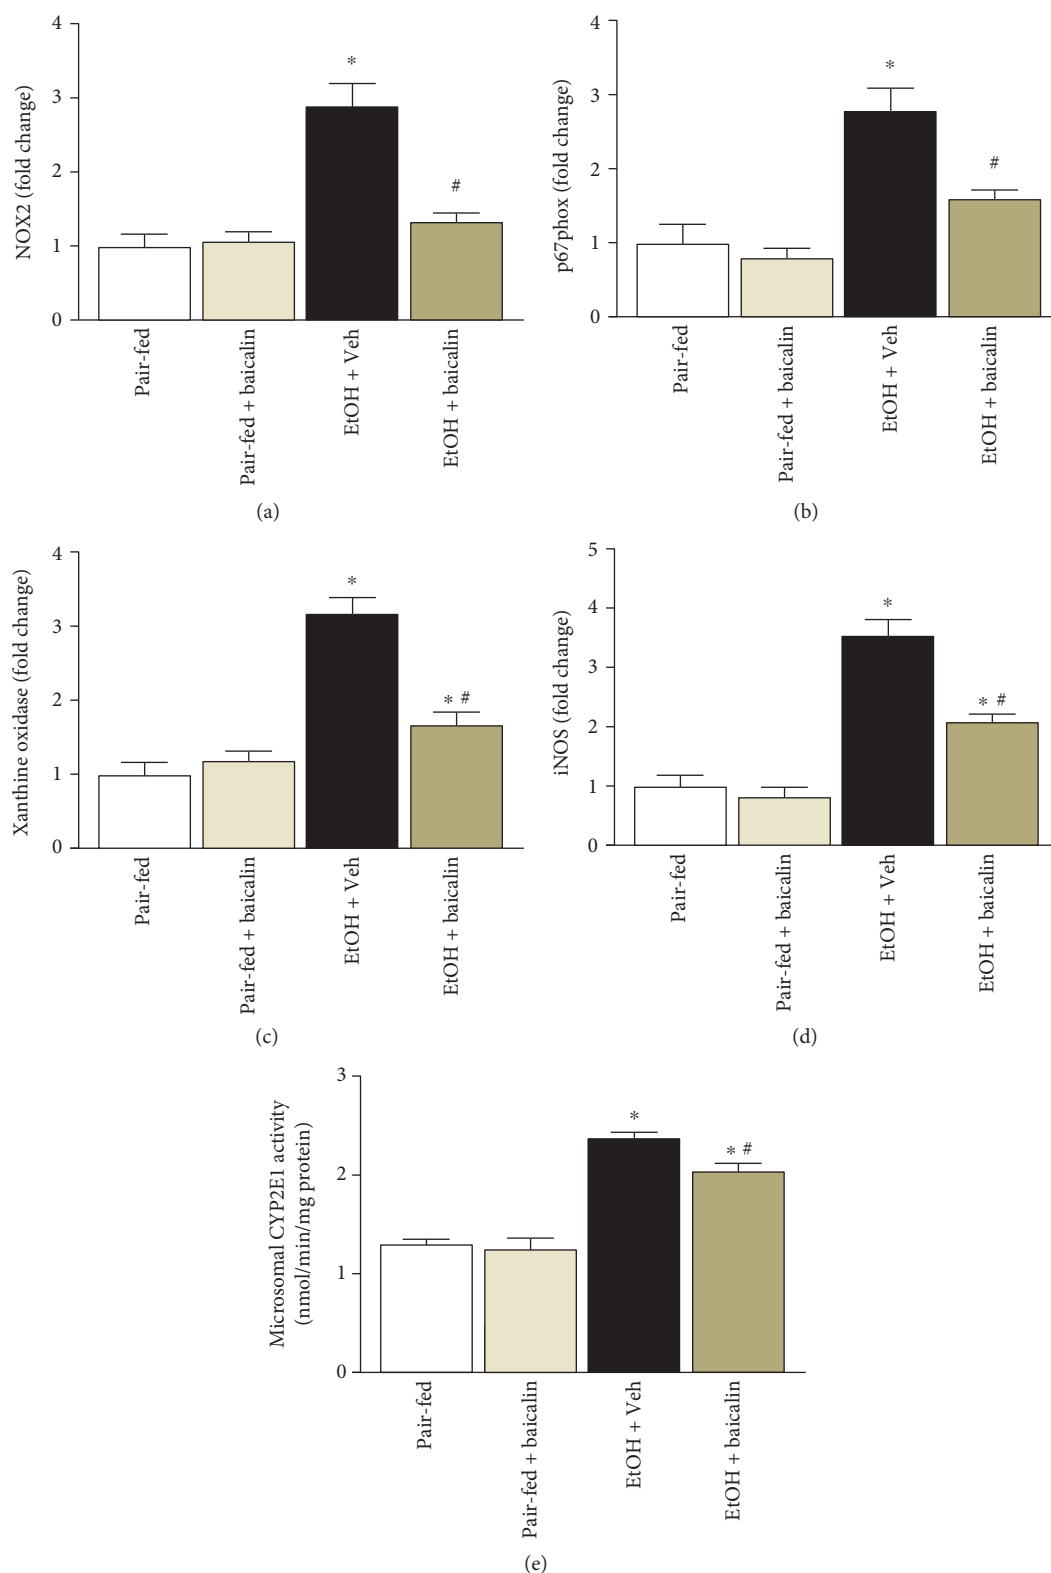 4
3
2
1
0
NOX2 (fold change)
*
#
Pair-fed
Pair-fed + baicalin
EtOH + Veh
EtOH + baicalin
(a)
4
3
2
1
0
p67phox (fold change)
*
#
Pair-fed
Pair-fed + baicalin
EtOH + Veh
EtOH + baicalin
(b)
4
3
2
1
0
Xanthine oxidase (fold change)
*
* #
Pair-fed
Pair-fed + baicalin
EtOH + Veh
EtOH + baicalin
(c)
5
4
3
2
1
0
iNOS (fold change)
*
* #
Pair-fed
Pair-fed + baicalin
EtOH + Veh
EtOH + baicalin
(d)
3
2
1
0
Microsomal CYP2E1 activity
(nmol/min/mg protein)
*
* #
Pair-fed
Pair-fed + baicalin
EtOH + Veh
EtOH + baicalin
(e)